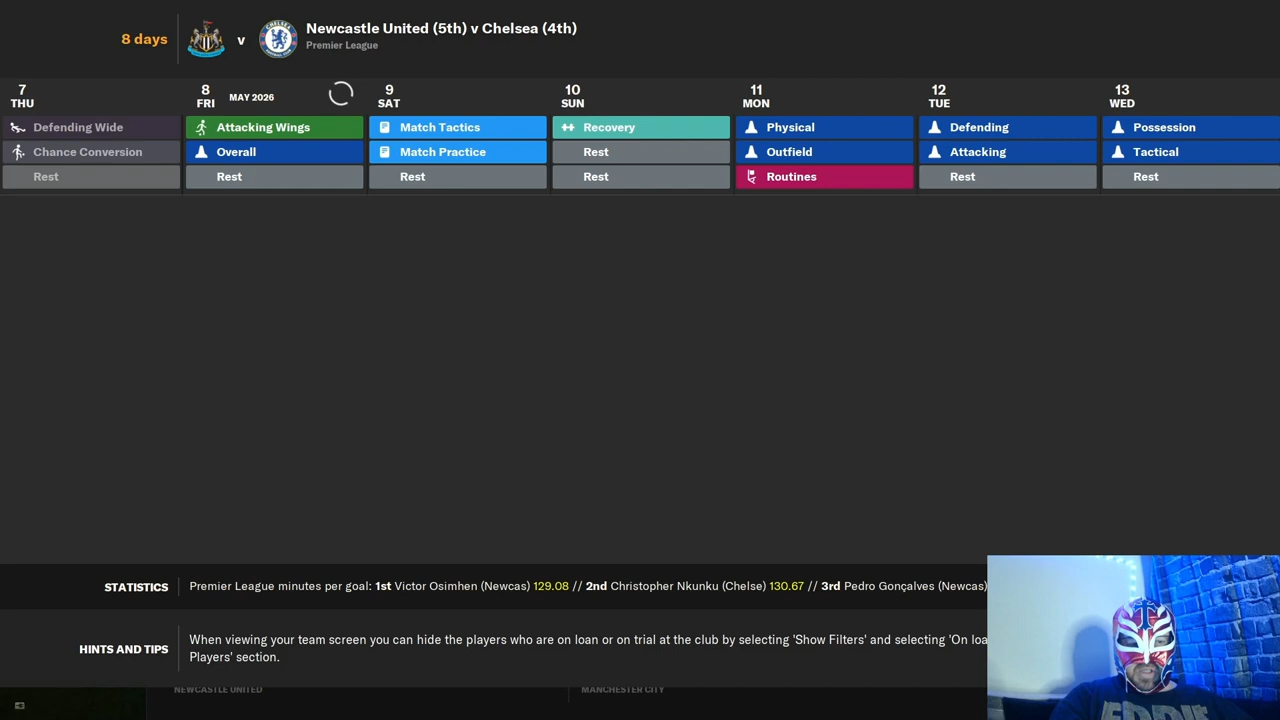 8 days
v
Newcastle United (5th) v Chelsea (4th)
Premier League
7
THU
8
FRI
MAY 2026
9
SAT
10
SUN
11
MON
12
TUE
13
WED
Defending Wide
Attacking Wings
Match Tactics
Recovery
Physical
Defending
Possession
Chance Conversion
Overall
Match Practice
Rest
Outfield
Attacking
Tactical
Rest
Rest
Rest
Rest
Routines
Rest
Rest
STATISTICS
Premier League minutes per goal: 1st Victor Osimhen (Newcas) 129.08 // 2nd Christopher Nkunku (Chelse) 130.67 // 3rd Pedro Gonçalves (Newcas)
HINTS AND TIPS
When viewing your team screen you can hide the players who are on loan or on trial at the club by selecting 'Show Filters' and selecting 'On loa
Players' section.
NEWCASTLE UNITED
MANCHESTER CITY
EDDIE